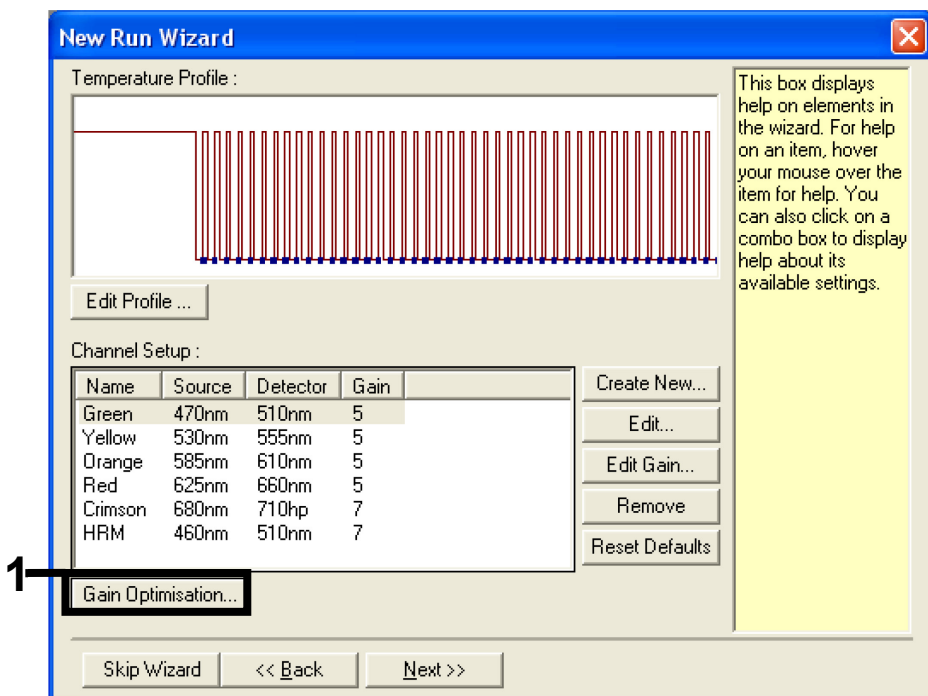 New Run Wizard
Temperature Profile :
This box displays
help on elements in
the wizard. For help
on an item, hover
your mouse over the
item for help. You
can also click on a
combo box to display
help about its
available settings.
Edit Profile ...
Channel Setup :
Name Source Detector Gain
Green 470nm 510nm 5
Yellow 530nm 555nm 5
Orange 585nm 610nm 5
Red 625nm 660nm 5
Crimson 680nm 710hp 7
HRM 460nm 510nm 7
Create New...
Edit...
Edit Gain...
Remove
Reset Defaults
1
Gain Optimisation...
Skip Wizard << Back Next >>